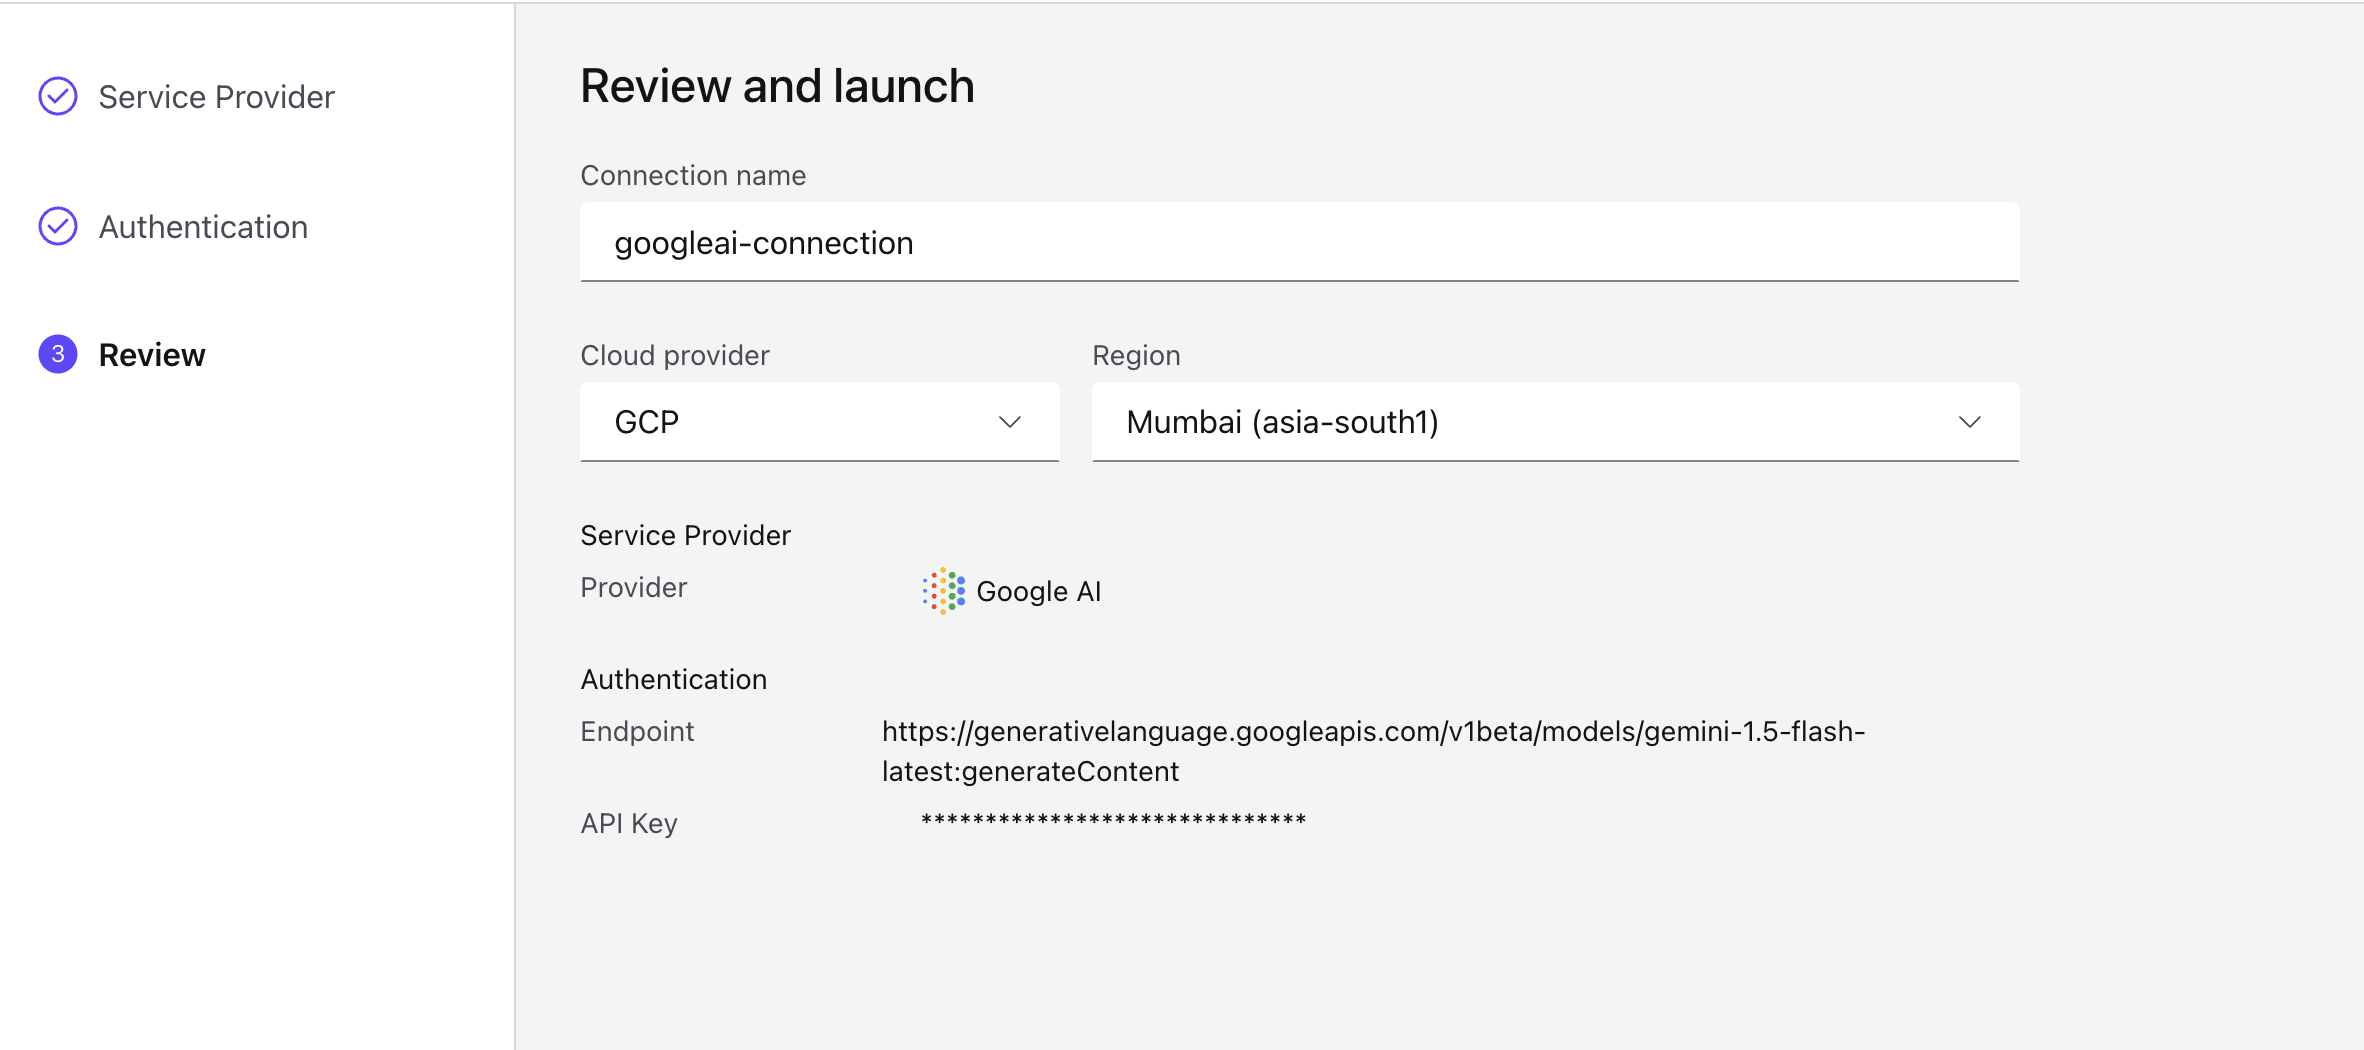 Service Provider
Authentication
3 Review
Review and launch
Connection name
googleai-connection
Cloud provider
Region
GCP
Mumbai (asia-south1)
Service Provider
Provider
Google AI
Authentication
Endpoint
https://generativelanguage.googleapis.com/v1beta/models/gemini-1.5-flash-
latest:generateContent
API Key
******************************